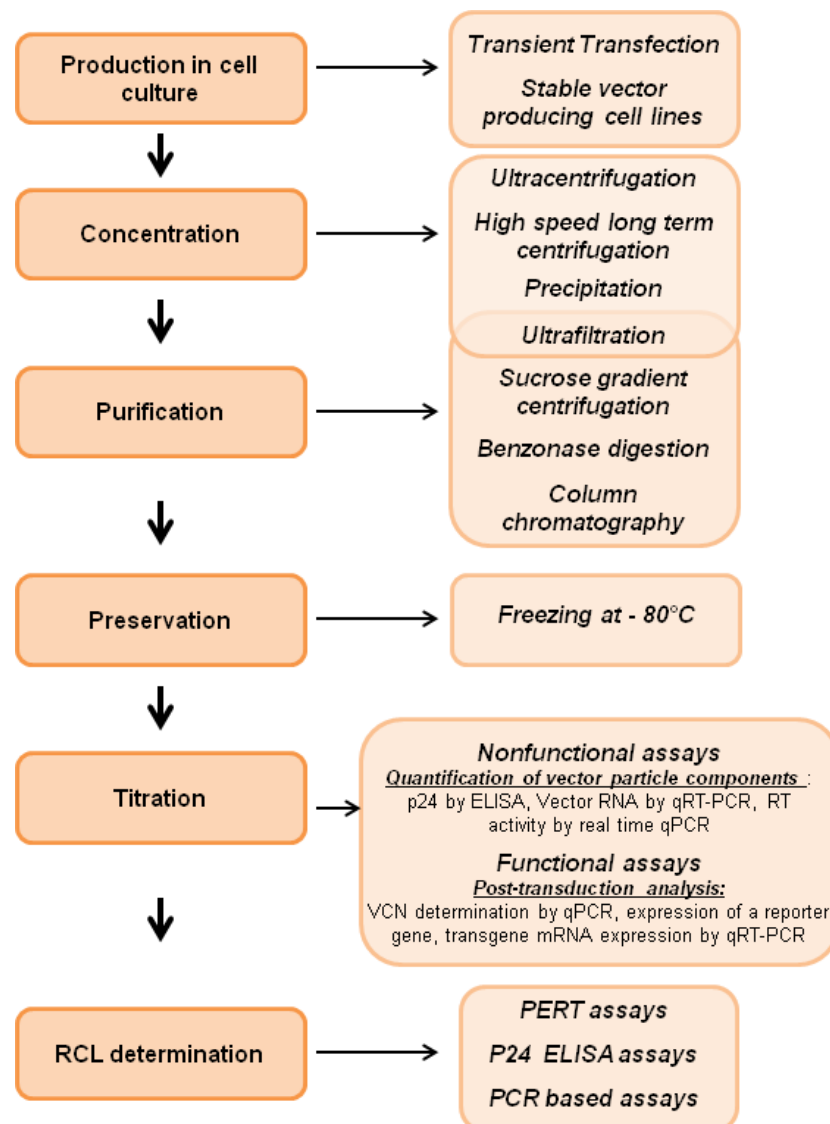 Production in cell
culture
Transient Transfection
Stable vector
producing cell lines
Concentration
Ultracentrifugation
High speed long term
centrifugation
Precipitation
Ultrafiltration
Purification
Sucrose gradient
centrifugation
Benzonase digestion
Column
chromatography
Preservation
Freezing at - 80°C
Titration
Nonfunctional assays
Quantification of vector particle components :
p24 by ELISA, Vector RNA by qRT-PCR, RT
activity by real time qPCR
Functional assays
Post-transduction analysis:
VCN determination by qPCR, expression of a reporter
gene, transgene mRNA expression by qRT-PCR
RCL determination
PERT assays
P24 ELISA assays
PCR based assays